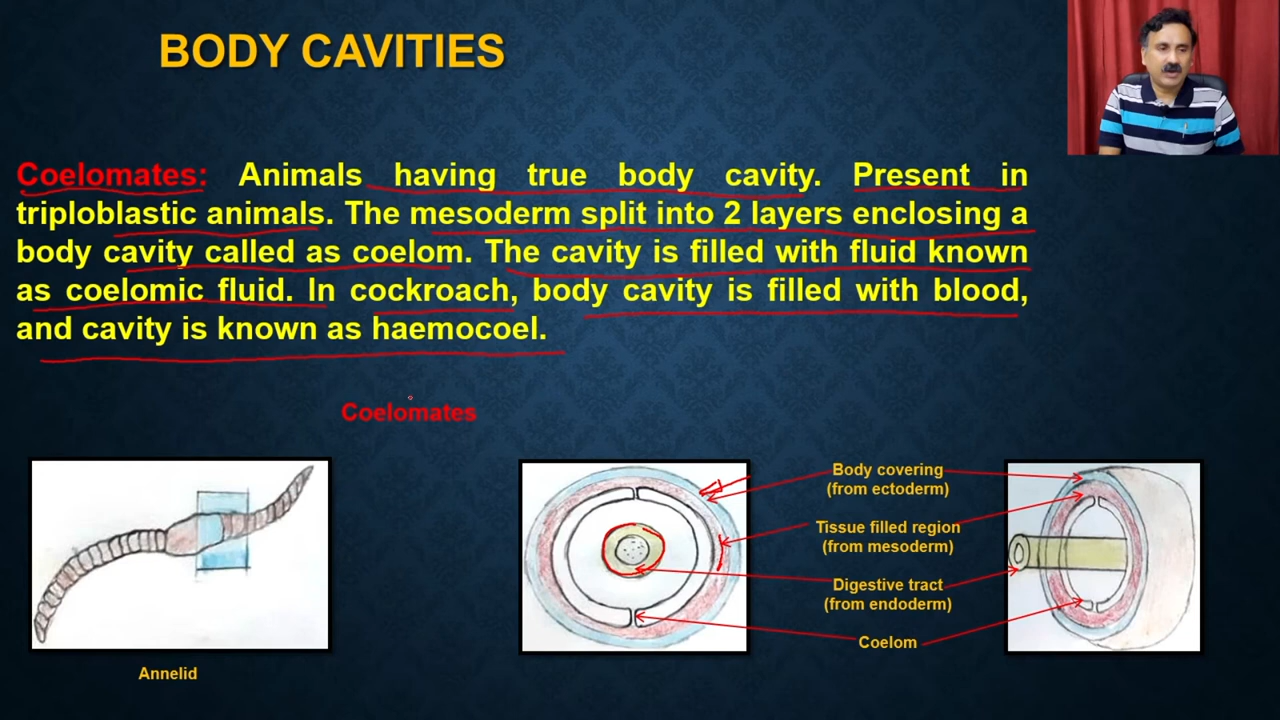 BODY CAVITIES
Coelomates: Animals having true body cavity. Present in
triploblastic animals. The mesoderm split into 2 layers enclosing a
body cavity called as coelom. The cavity is filled with fluid known
as coelomic fluid. In cockroach, body cavity is filled with blood,
and cavity is known as haemocoel.
Coelomates
Body covering
(from ectoderm)
Tissue filled region
(from mesoderm)
Digestive tract
(from endoderm)
Coelom
Annelid